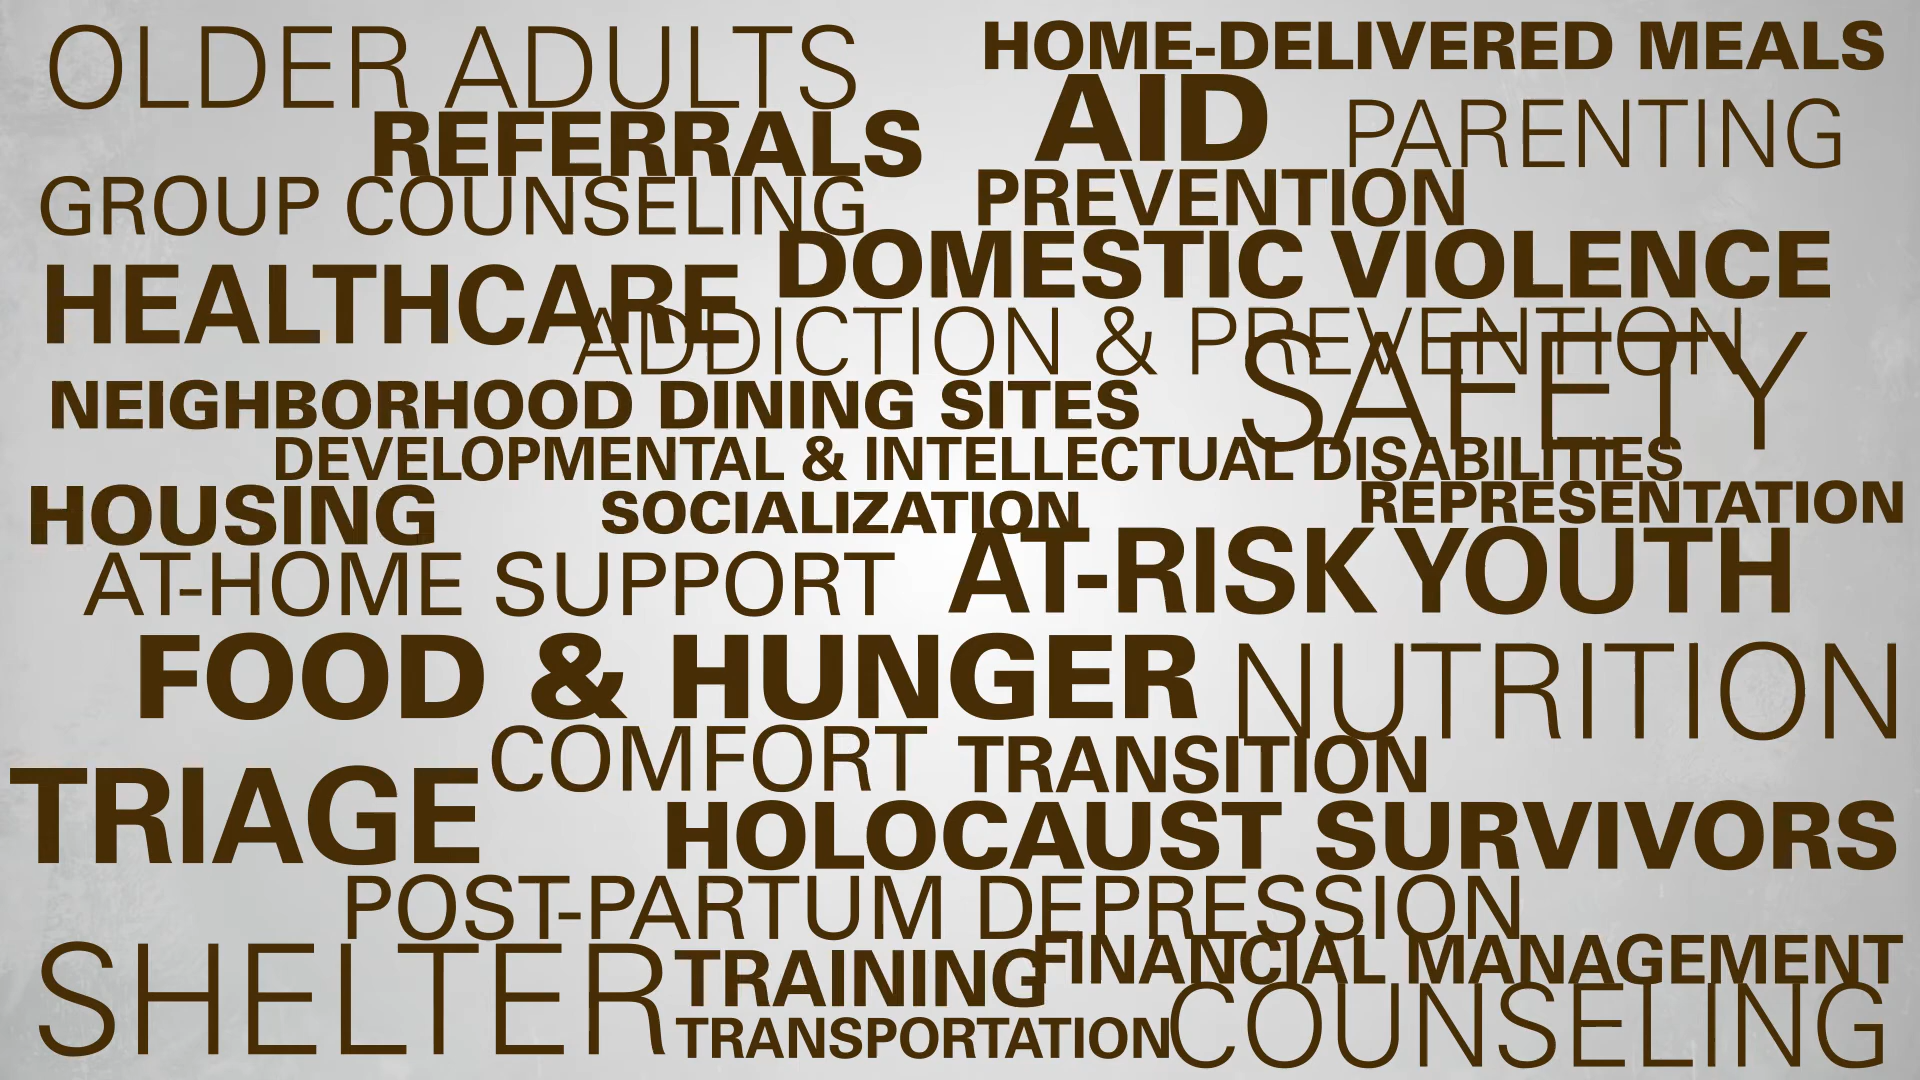 OLDER ADULTS
HOME-DELIVERED MEALS
REFERRALS
AID
PARENTING
GROUP COUNSELING
PREVENTION
DOMESTIC VIOLENCE
HEALTHCARE
ADDICTION & PREVENTION
SAFETY
NEIGHBORHOOD DINING SITES
DEVELOPMENTAL & INTELLECTUAL DISABILITIES
HOUSING
SOCIALIZATION
REPRESENTATION
AT-HOME SUPPORT
AT-RISK YOUTH
FOOD & HUNGER
NUTRITION
COMFORT
TRANSITION
TRIAGE
HOLOCAUST SURVIVORS
POST-PARTUM DEPRESSION
SHELTER
TRAINING
FINANCIAL MANAGEMENT
TRANSPORTATION
COUNSELING